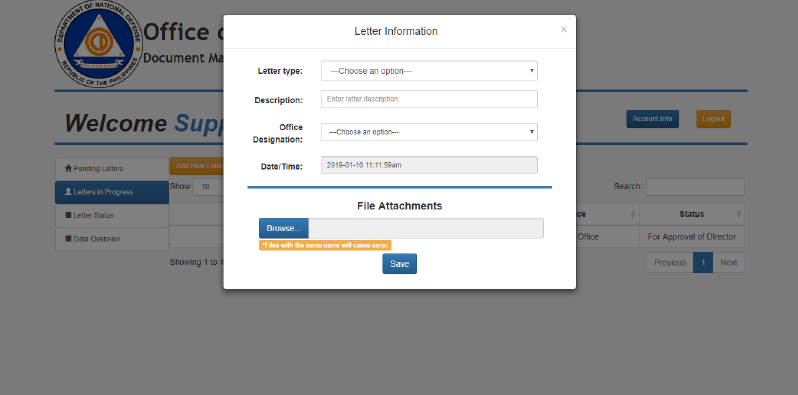 DEPARTMENT OF NATIONAL DEFENSE
REPUBLIC OF THE PHILIPPINES
Office o
Document Ma
Welcome Supp
Account Info
Logout
Pending Letters
Letters in Progress
Letter Status
Data Overview
Add New Lette
Show 10
Search:
ce
Status
Office
For Approval of Director
Showing 1 to 4
Previous 1 Next
Letter Information
×
Letter type: ---Choose an option---
Description: Enter letter description
Office Designation: ---Choose an option---
Date/Time: 2019-01-10 11:11:59am
File Attachments
Browse...
*Files with the same name will cause error.
Save